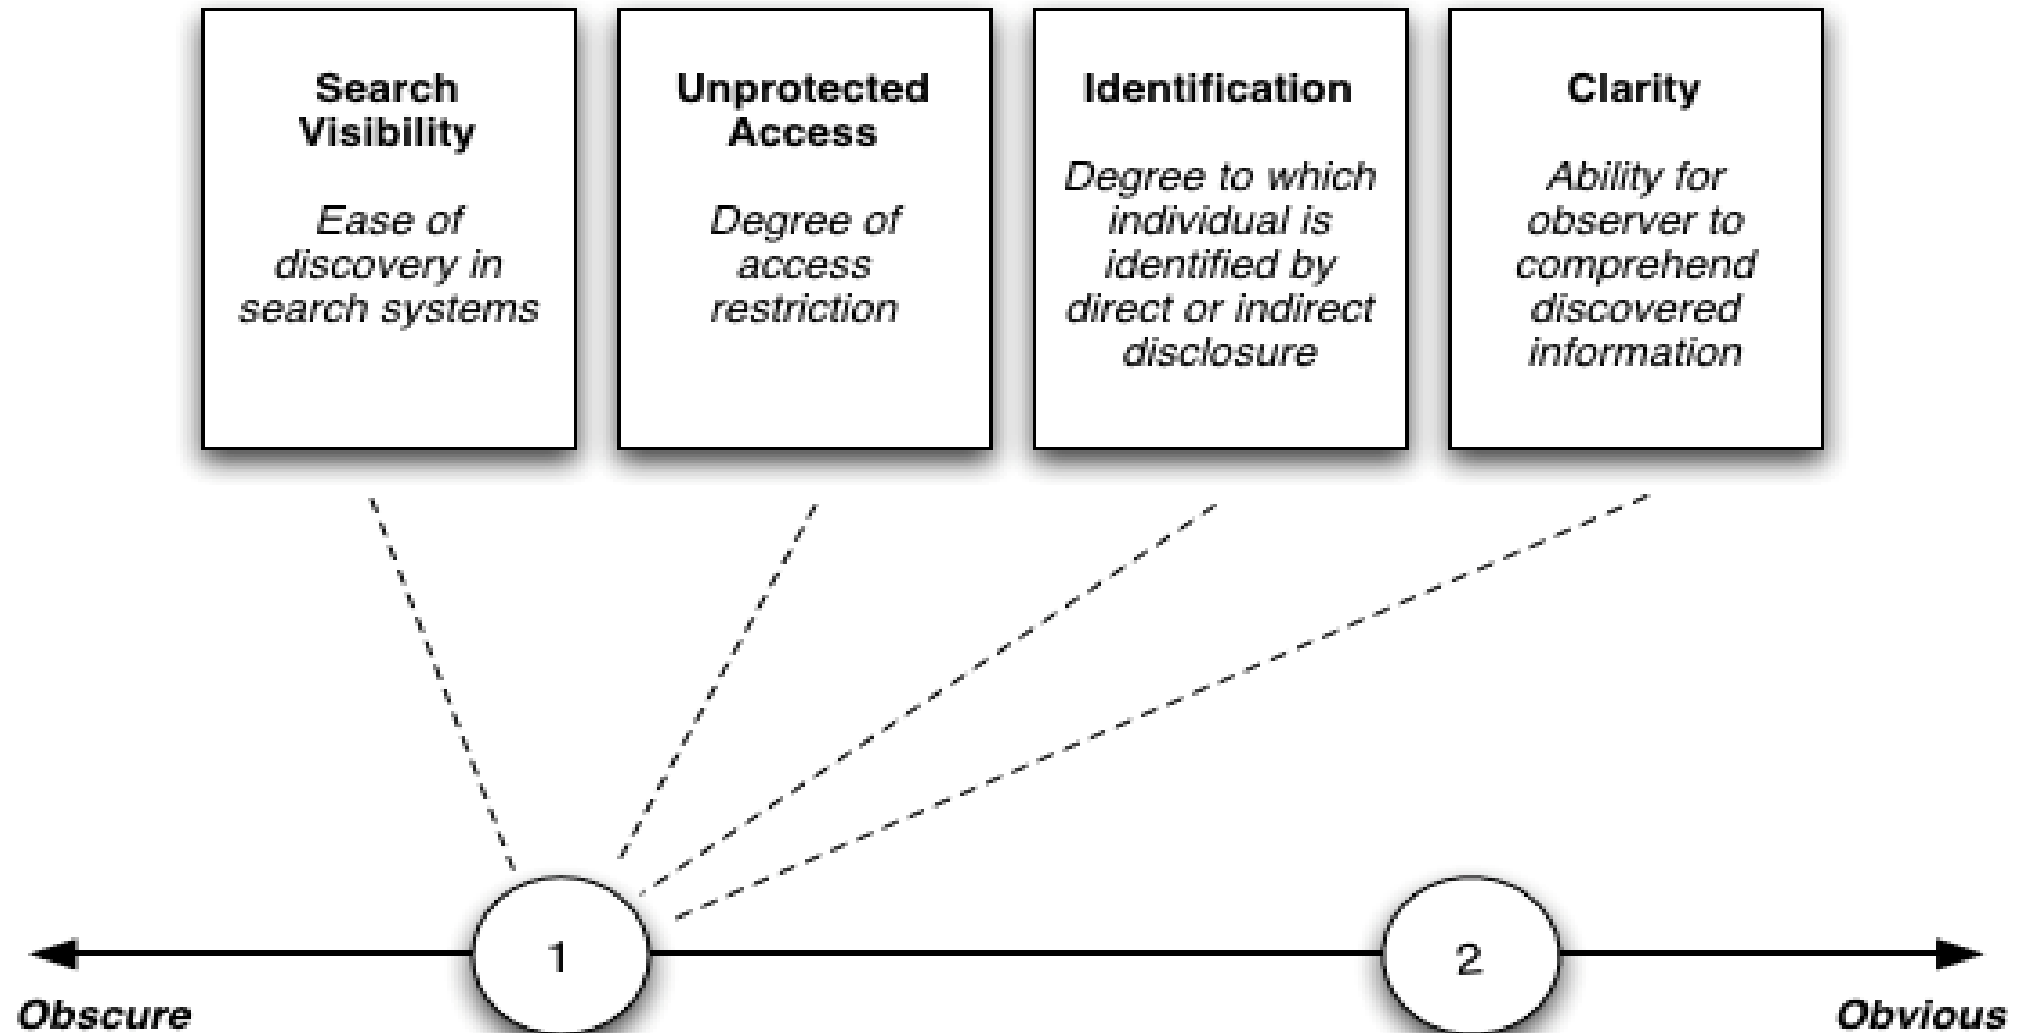 Search
Visibility
Ease of
discovery in
search systems
Unprotected
Access
Degree of
access
restriction
Identification
Degree to which
individual is
identified by
direct or indirect
disclosure
Clarity
Ability for
observer to
comprehend
discovered
information
1
2
Obscure
Obvious